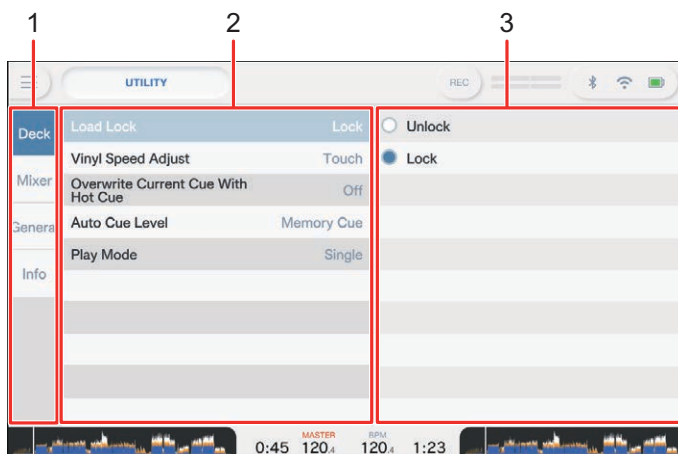 1 2 3
UTILITY REC
Deck Load Lock Lock Unlock
Vinyl Speed Adjust Touch Lock
Mixer Overwrite Current Cue With Hot Cue Off
Genera Auto Cue Level Memory Cue
Play Mode Single
Info
0:45 MASTER 120.4 BPM 120.4 1:23